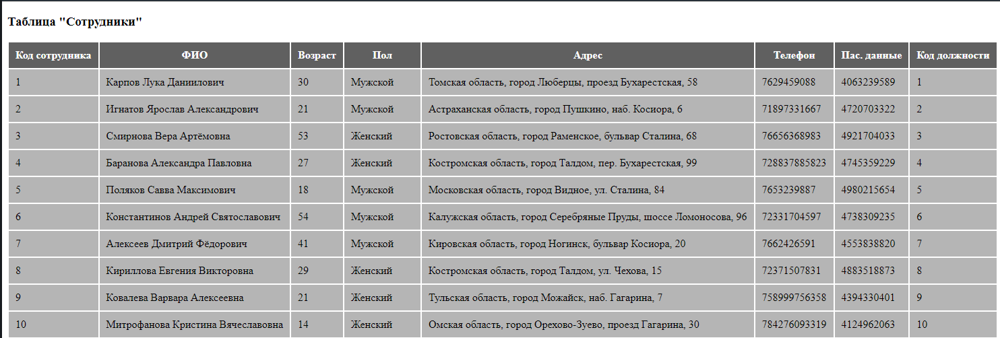 Таблица "Сотрудники"
Код сотрудника ФИО Возраст Пол Адрес Телефон Пас. данные Код должности
1 Карпов Лука Даниилович 30 Мужской Томская область, город Люберцы, проезд Бухарестская, 58 7629459088 4063239589 1
2 Игнатов Ярослав Александрович 21 Мужской Астраханская область, город Пушкино, наб. Косиора, 6 71897331667 4720703322 2
3 Смирнова Вера Артёмовна 53 Женский Ростовская область, город Раменское, бульвар Сталина, 68 76656368983 4921704033 3
4 Баранова Александра Павловна 27 Женский Костромская область, город Талдом, пер. Бухарестская, 99 728837885823 4745359229 4
5 Поляков Савва Максимович 18 Мужской Московская область, город Видное, ул. Сталина, 84 7653239887 4980215654 5
6 Константинов Андрей Святославович 54 Мужской Калужская область, город Серебряные Пруды, шоссе Ломоносова, 96 72331704597 4738309235 6
7 Алексеев Дмитрий Фёдорович 41 Мужской Кировская область, город Ногинск, бульвар Косиора, 20 7662426591 4553838820 7
8 Кириллова Евгения Викторовна 29 Женский Костромская область, город Талдом, ул. Чехова, 15 72371507831 4883518873 8
9 Ковалева Варвара Алексеевна 21 Женский Тульская область, город Можайск, наб. Гагарина, 7 758999756358 4394330401 9
10 Митрофанова Кристина Вячеславовна 14 Женский Омская область, город Орехово-Зуево, проезд Гагарина, 30 784276093319 4124962063 10